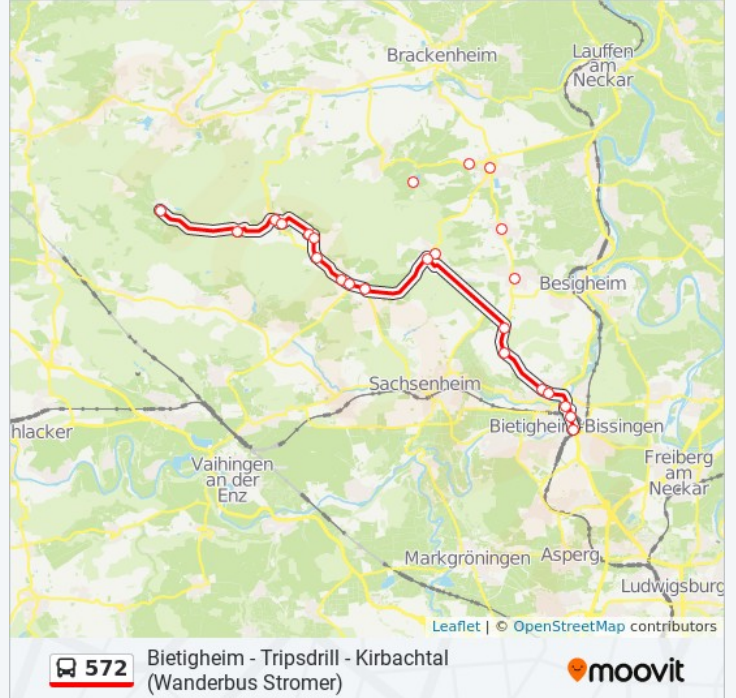 Brackenheim
Lauffen
am
Neckar
Besigheim
Sachsenheim
hlacker
Bietigheim-Bissingen
Vaihingen
an der
Enz
Freiberg
am
Neckar
Markgröningen
Asperg
Ludwigsburg
Leaflet | © OpenStreetMap contributors
572
Bietigheim - Tripsdrill - Kirbachtal
(Wanderbus Stromer)
moovit